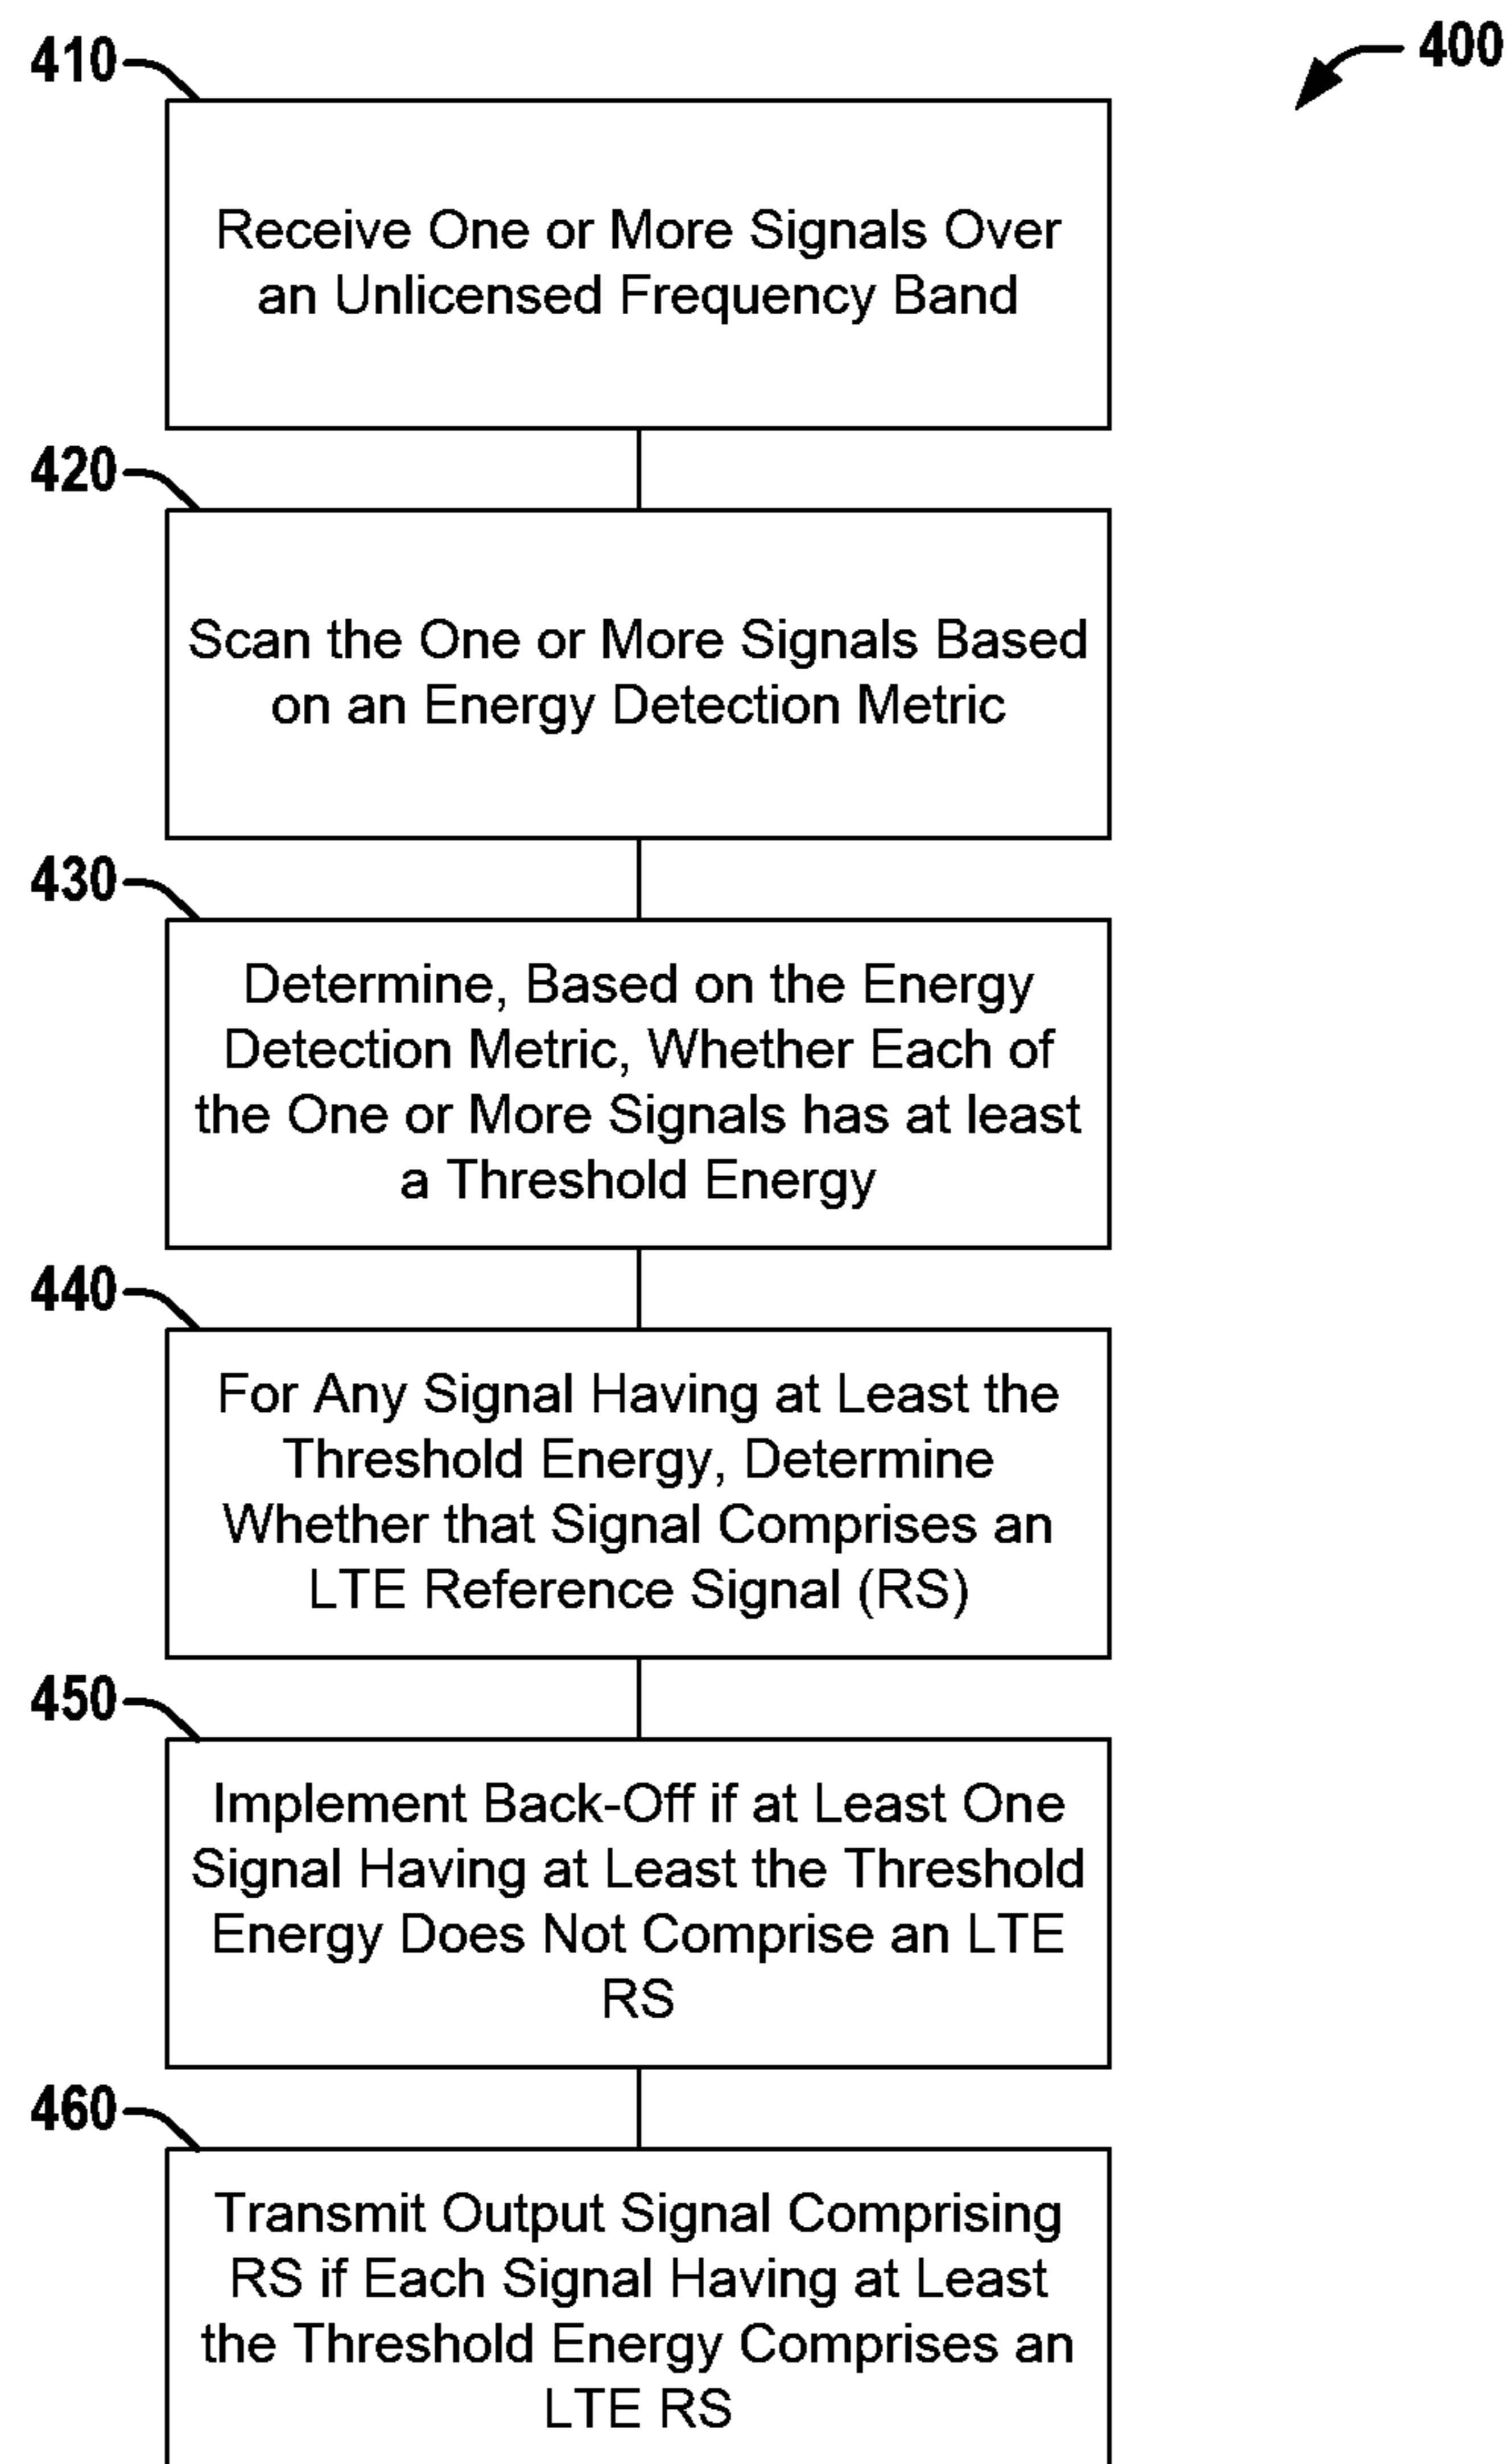 400
410
Receive One or More Signals Over
an Unlicensed Frequency Band
420
Scan the One or More Signals Based
on an Energy Detection Metric
430
Determine, Based on the Energy
Detection Metric, Whether Each of
the One or More Signals has at least
a Threshold Energy
440
For Any Signal Having at Least the
Threshold Energy, Determine
Whether that Signal Comprises an
LTE Reference Signal (RS)
450
Implement Back-Off if at Least One
Signal Having at Least the Threshold
Energy Does Not Comprise an LTE
RS
460
Transmit Output Signal Comprising
RS if Each Signal Having at Least
the Threshold Energy Comprises an
LTE RS